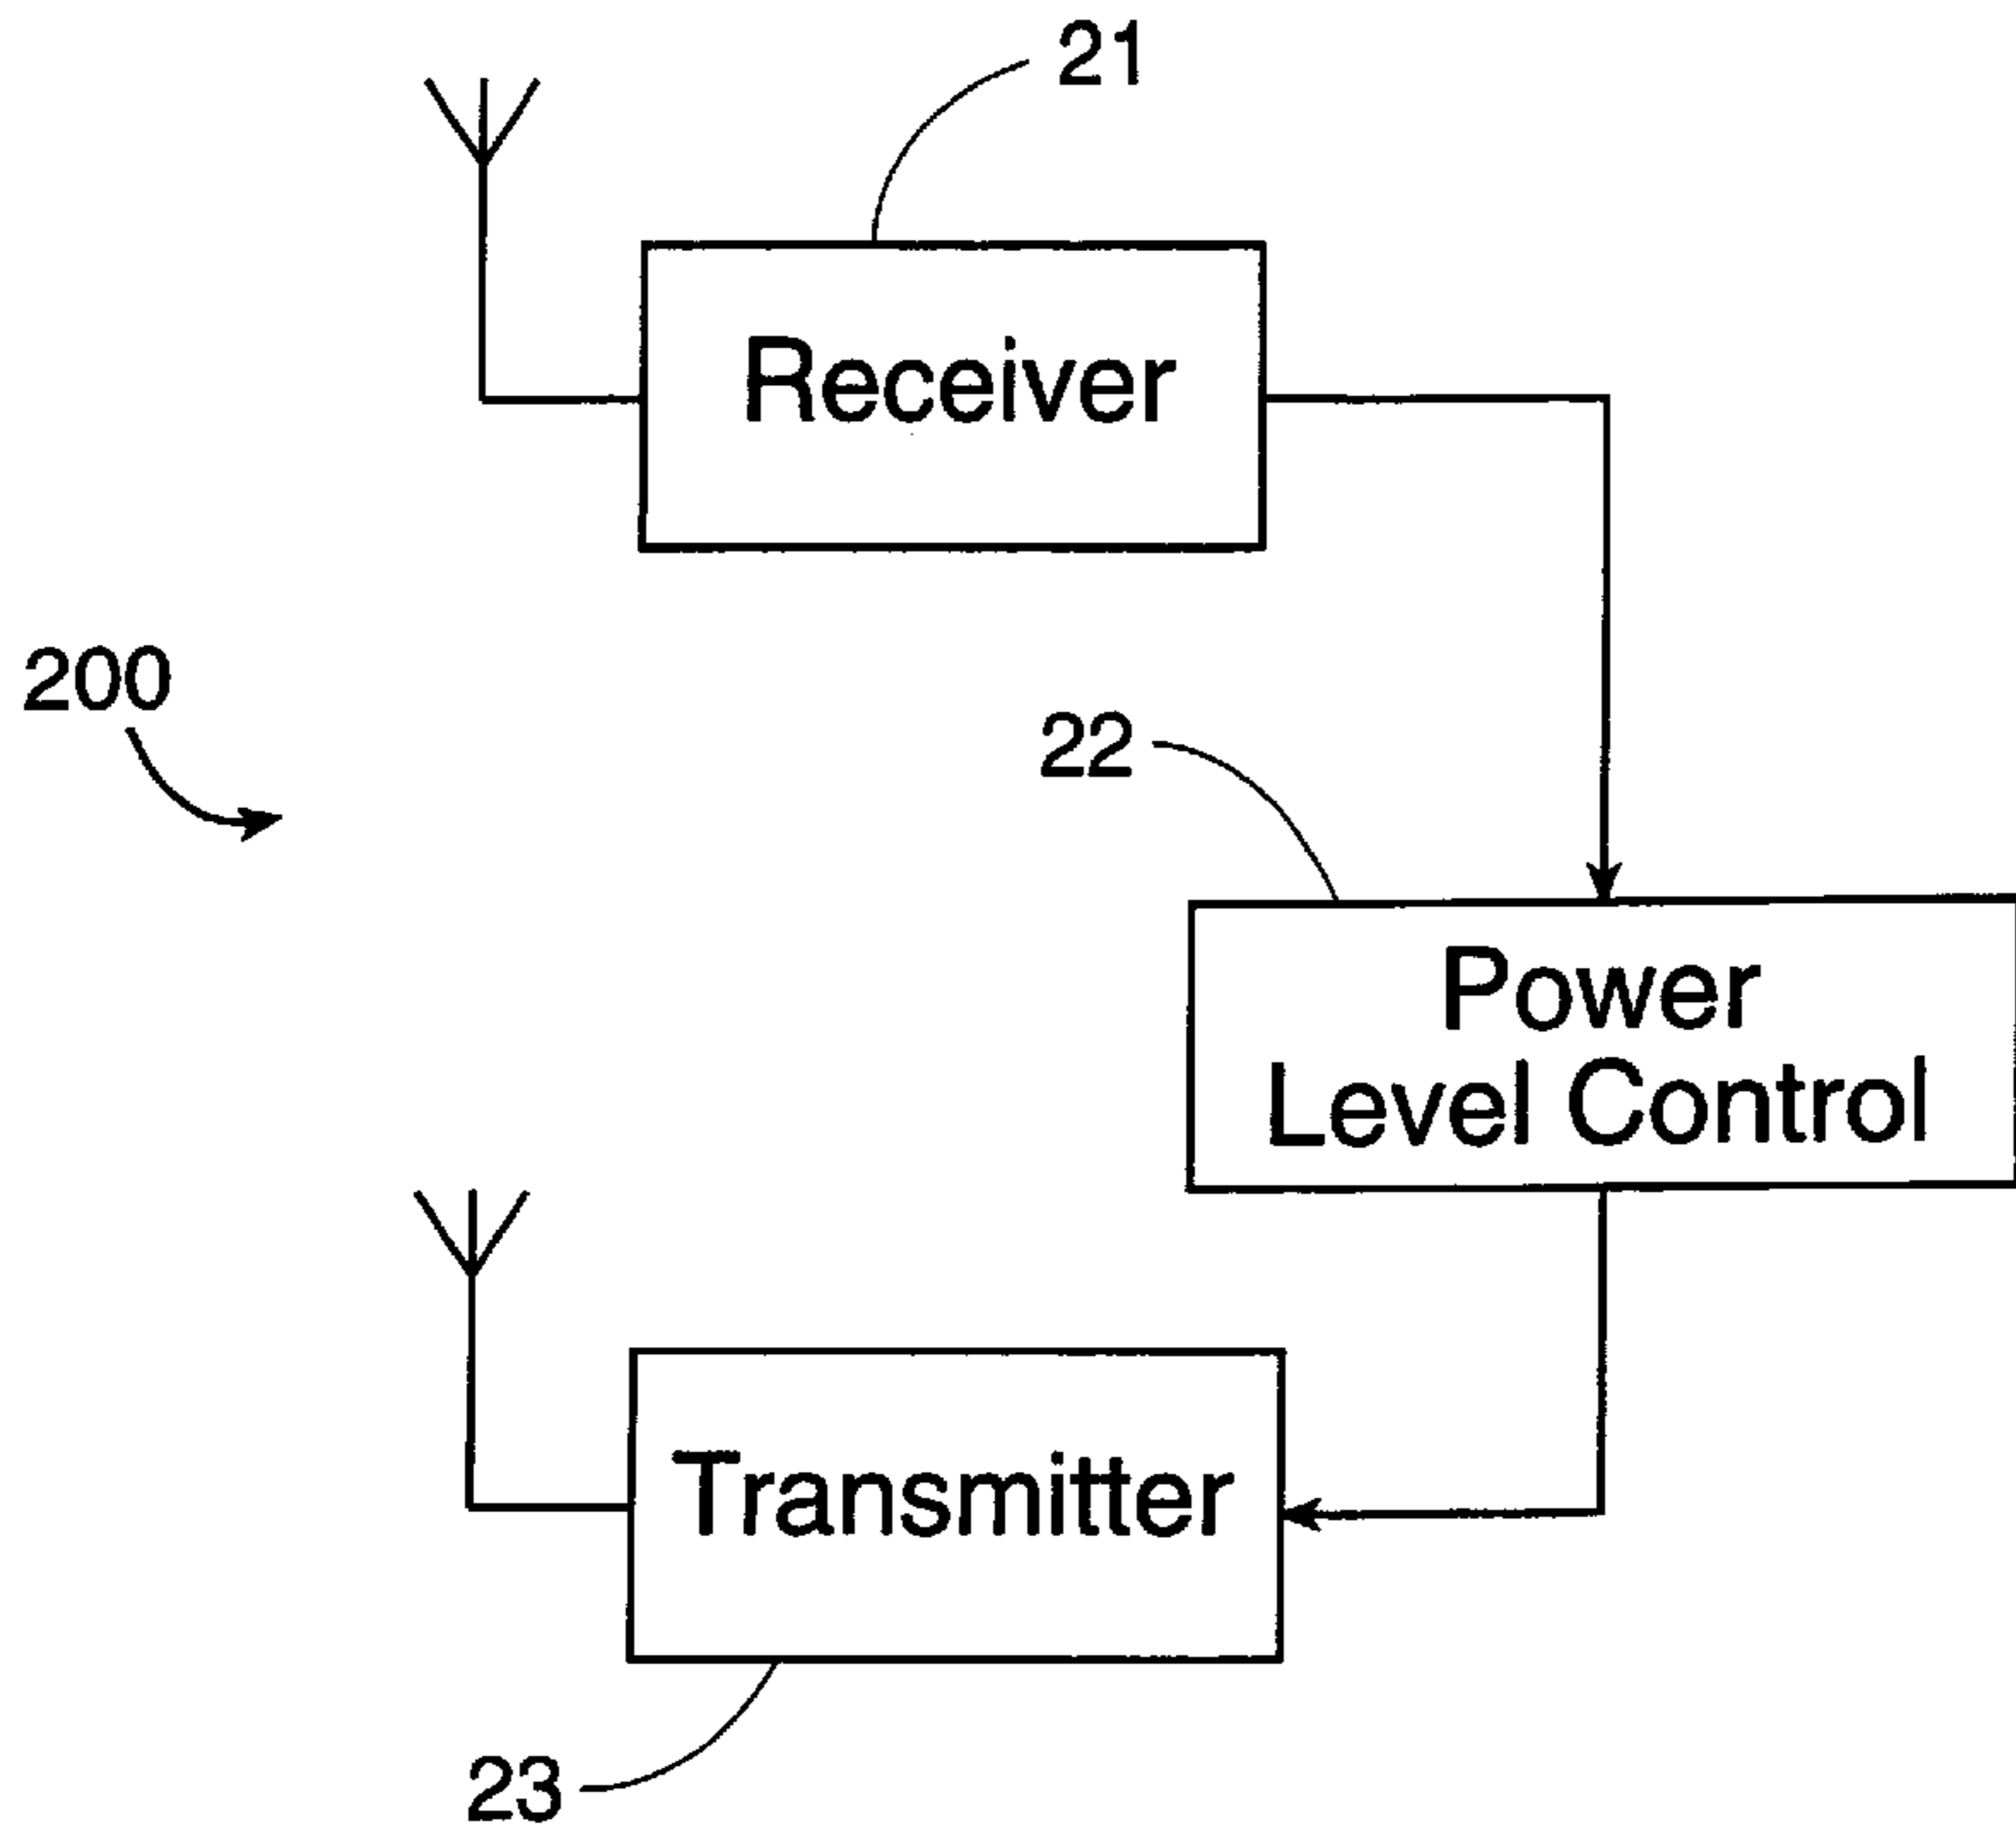 21
Receiver
200
22
Power
Level Control
Transmitter
23